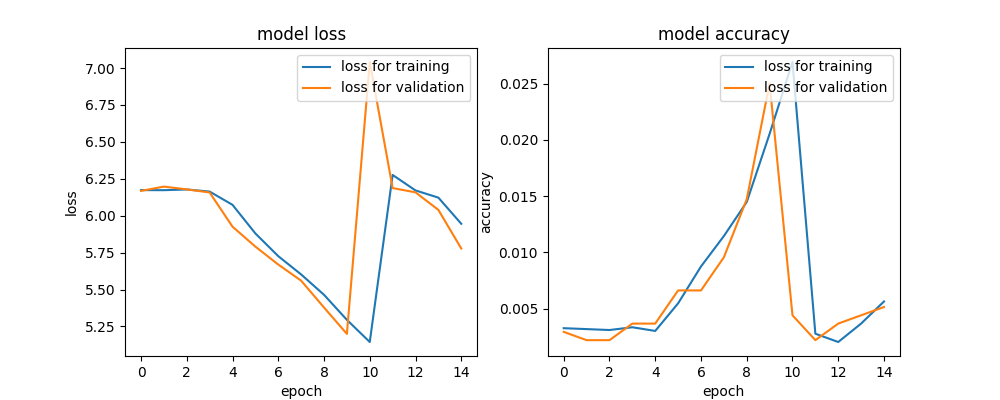 model loss
loss for training
loss for validation
7.00
6.75
6.50
6.25
6.00
5.75
5.50
5.25
loss
0 2 4 6 8 10 12 14
epoch
model accuracy
loss for training
loss for validation
0.025
0.020
0.015
0.010
0.005
accuracy
0 2 4 6 8 10 12 14
epoch